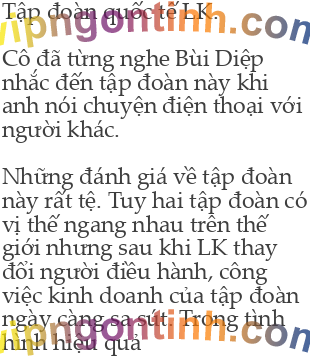 Tập đoàn quốc tế LK.
Cô đã từng nghe Bùi Diệp
nhắc đến tập đoàn này khi
anh nói chuyện điện thoại với
người khác.
Những đánh giá về tập đoàn
này rất tệ. Tuy hai tập đoàn có
vị thế ngang nhau trên thế
giới nhưng sau khi LK thay
đổi người điều hành, công
việc kinh doanh của tập đoàn
ngày càng sa sút. Trong tình
hình hiệu quả
vipngontinh.com
vipngontinh.com